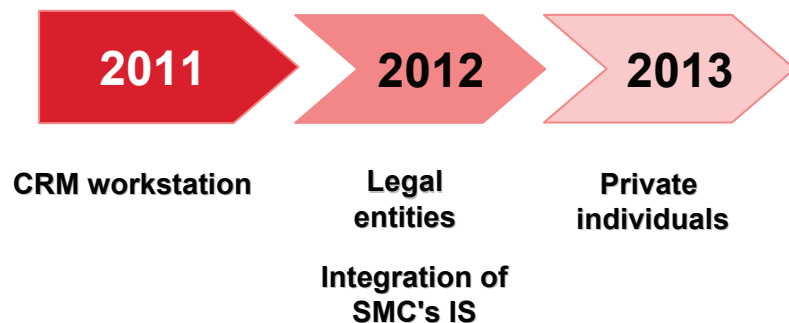 2011
2012
2013
CRM workstation
Legal
entities
Integration of
SMC's IS
Private
individuals